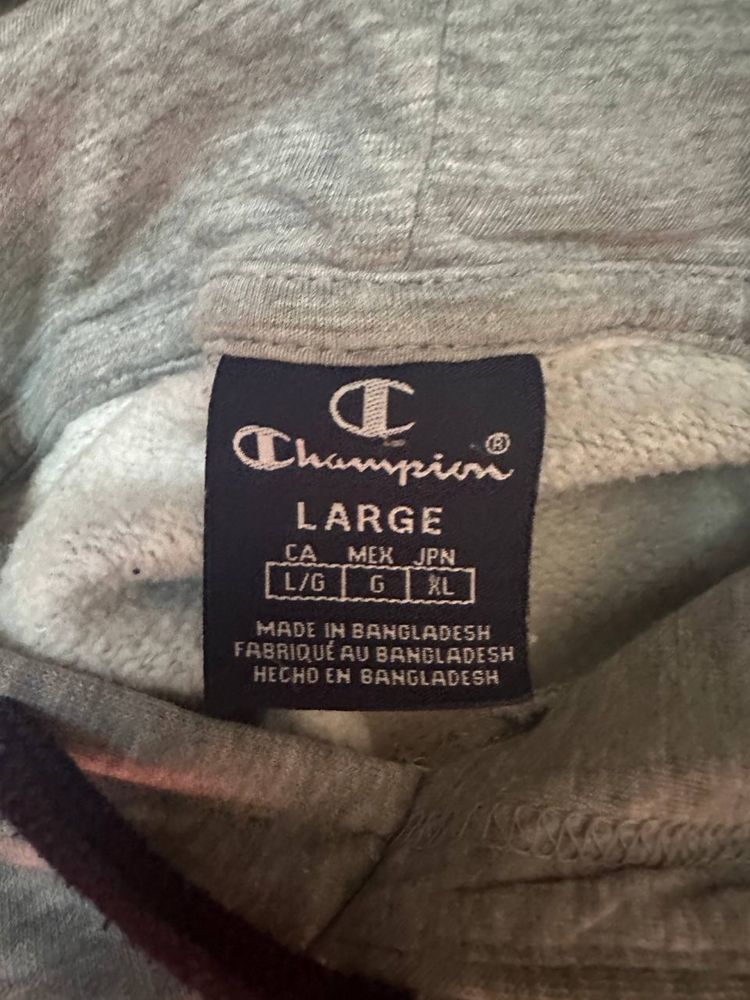 Champion®
LARGE
CA MEX JPN
L/G G XL
MADE IN BANGLADESH
FABRIQUÉ AU BANGLADESH
HECHO EN BANGLADESH